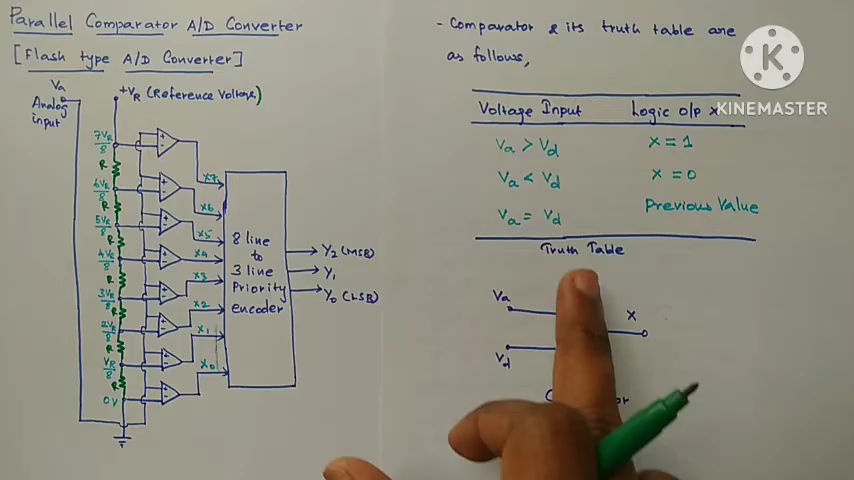 Parallel Comparator A/D Converter
[Flash type A/D Converter]
Va
Analog
input
+VR (Reference Voltage)
7VR/8
R
6VR/8
R
5VR/8
R
4VR/8
R
3VR/8
R
2VR/8
R
VR/8
R
0V
+
-
+
-
+
-
+
-
+
-
+
-
+
-
+
-
X7
X6
X5
X4
X3
X2
X1
X0
8 line
to
3 line
Priority
encoder
Y2 (MSB)
Y1
Y0 (LSB)
- Comparator & its truth table are
as follows,
Voltage Input Logic o/p X
Va > Vd X = 1
Va < Vd X = 0
Va = Vd Previous Value
Truth Table
Va
X
Vd
K
KINEMASTER